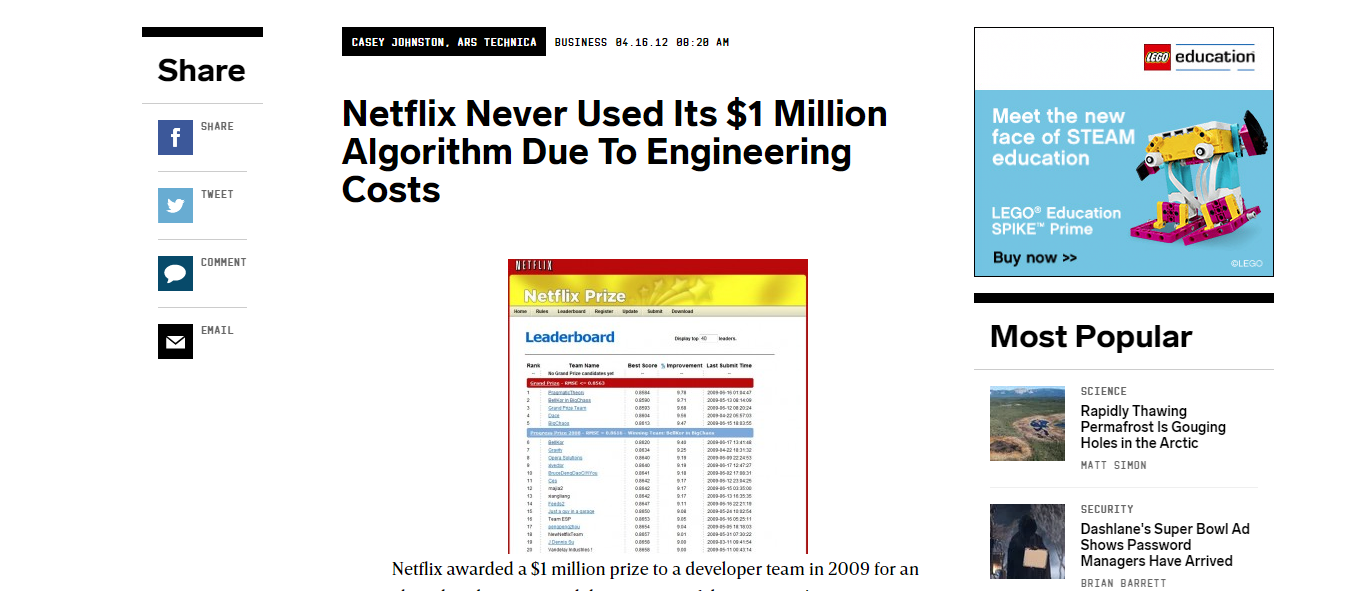 Share
SHARE
TWEET
COMMENT
EMAIL
CASEY JOHNSTON, ARS TECHNICA
BUSINESS 04.16.12 08:20 AM
Netflix Never Used Its $1 Million
Algorithm Due To Engineering
Costs
NETFLIX
Netflix Prize
Home Rules Leaderboard Register Update Submit Download
Leaderboard
Display top 40 leaders.
Rank Team Name Best Score % Improvement Last Submit Time
-- No Grand Prize candidates yet -- -- --
Grand Prize - RMSE <= 0.8563
1 PragmaticTheory 0.8584 9.78 2009-06-16 01:04:47
2 BellKor in BigChaos 0.8590 9.71 2009-05-13 08:14:09
3 Grand Prize Team 0.8593 9.68 2009-06-12 08:20:24
4 Dace 0.8604 9.56 2009-04-22 05:57:03
5 BigChaos 0.8613 9.47 2009-06-15 18:03:55
Progress Prize 2008 - RMSE = 0.8616 - Winning Team: BellKor in BigChaos
6 BellKor 0.8620 9.40 2009-06-17 13:41:48
7 Gravity 0.8634 9.25 2009-04-22 18:31:32
8 Opera Solutions 0.8640 9.19 2009-06-09 22:24:53
9 xvector 0.8640 9.19 2009-06-17 12:47:27
10 BruceDengDaoCiYiYou 0.8641 9.18 2009-06-02 17:08:31
11 Ces 0.8642 9.17 2009-06-12 23:04:25
12 majia2 0.8642 9.17 2009-06-15 03:35:00
13 xiangliang 0.8642 9.17 2009-06-13 16:35:35
14 Feeds2 0.8647 9.11 2009-06-16 22:21:19
15 Just a guy in a garage 0.8650 9.08 2009-05-24 10:02:54
16 Team ESP 0.8653 9.05 2009-06-16 05:25:11
17 pengpengzhou 0.8654 9.04 2009-05-05 18:18:03
18 NewNetflixTeam 0.8657 9.01 2009-05-31 07:30:22
19 J Dennis Su 0.8658 9.00 2009-03-11 09:41:54
20 Vandelay Industries ! 0.8658 9.00 2009-05-11 00:43:14
Netflix awarded a $1 million prize to a developer team in 2009 for an
LEGO education
Meet the new
face of STEAM
education
LEGO® Education
SPIKE™ Prime
Buy now >>
©LEGO
Most Popular
SCIENCE
Rapidly Thawing
Permafrost Is Gouging
Holes in the Arctic
MATT SIMON
SECURITY
Dashlane's Super Bowl Ad
Shows Password
Managers Have Arrived
BRIAN BARRETT